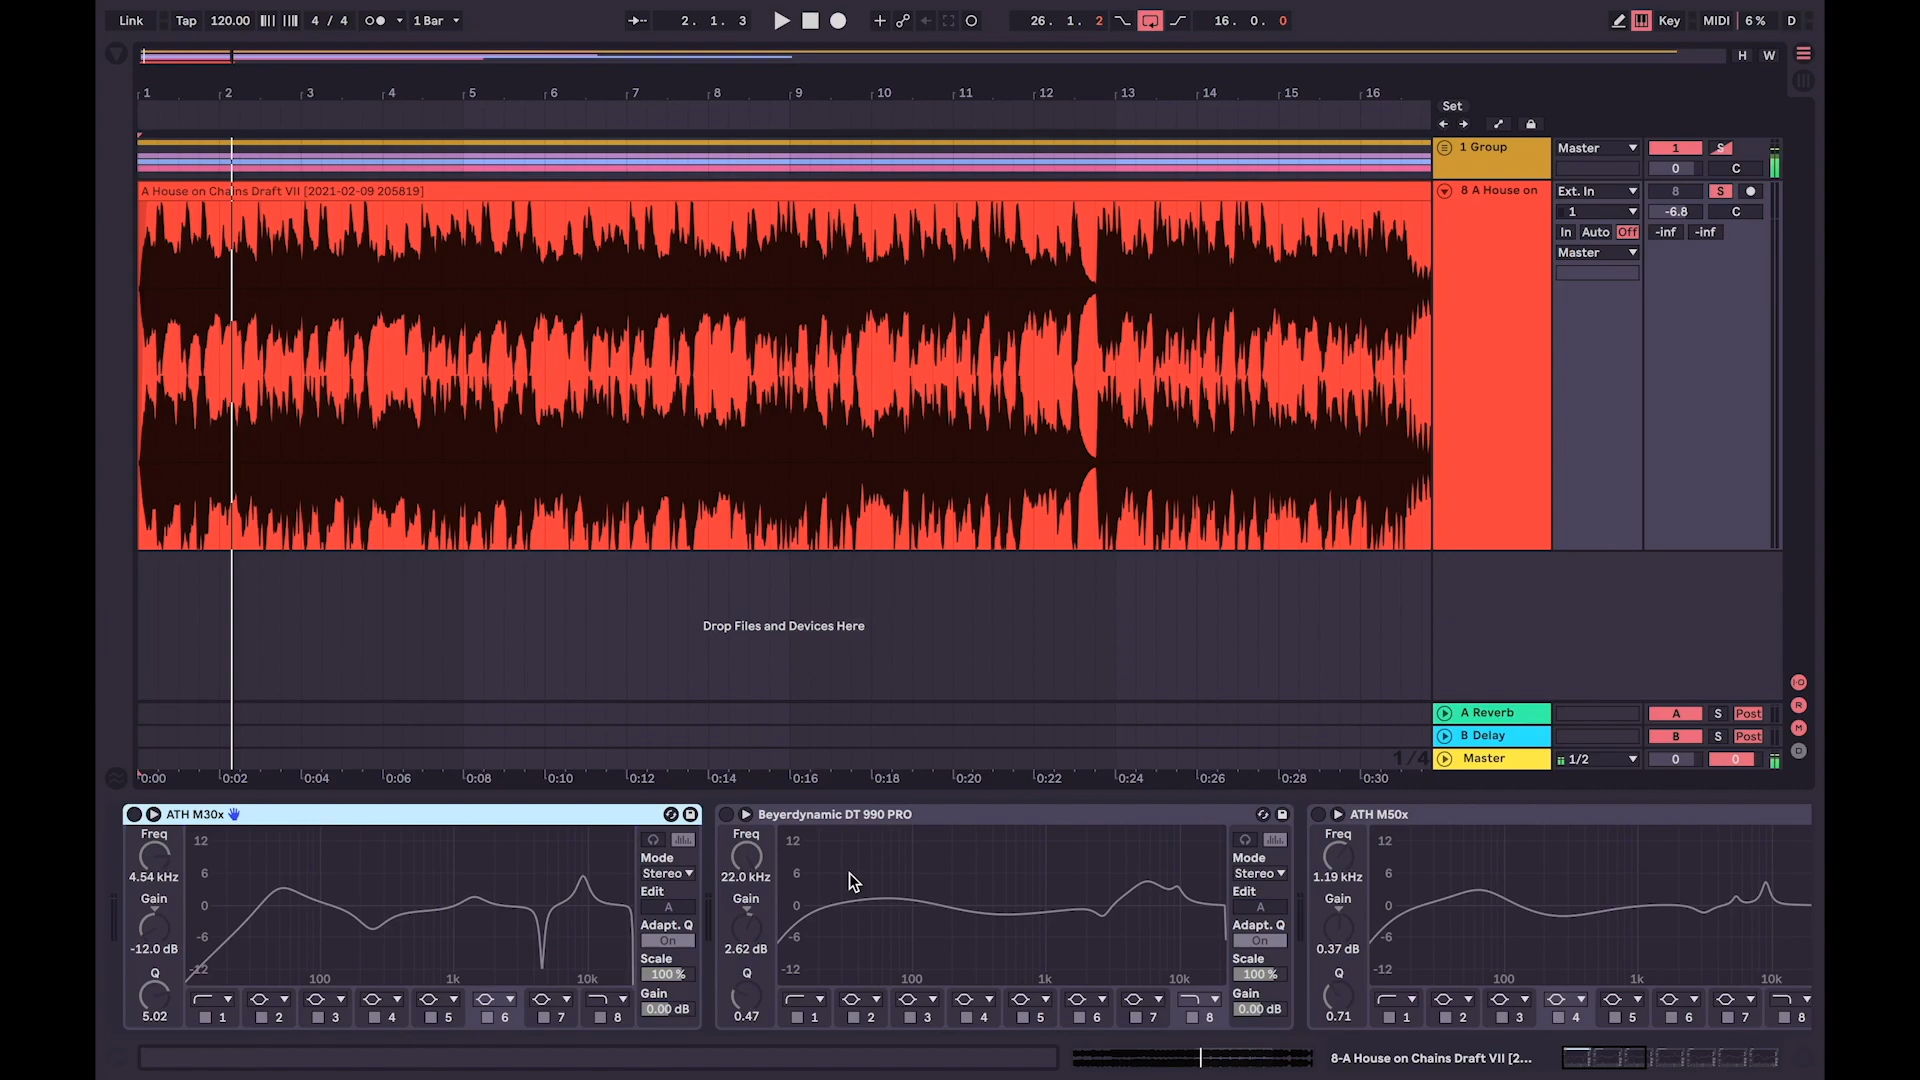 Link Tap 120.00 4 / 4 1 Bar 2. 1. 3 26. 1. 2 16. 0. 0 Key MIDI 6 % D
H W
1 2 3 4 5 6 7 8 9 10 11 12 13 14 15 16
Set
1 Group Master 1 S
0 C
A House on Chains Draft VII [2021-02-09 205819] 8 A House on Ext. In 8 S
1 -6.8 C
In Auto Off -inf -inf
Master
Drop Files and Devices Here
A Reverb A S Post
B Delay B S Post
1/4 Master 1/2 0 0
0:00 0:02 0:04 0:06 0:08 0:10 0:12 0:14 0:16 0:18 0:20 0:22 0:24 0:26 0:28 0:30
ATH M30x
Freq
4.54 kHz
Gain
-12.0 dB
Q
5.02
12
6
0
-6
-12
100 1k 10k
Mode
Stereo
Edit
A
Adapt. Q
On
Scale
100 %
Gain
0.00 dB
1 2 3 4 5 6 7 8
Beyerdynamic DT 990 PRO
Freq
22.0 kHz
Gain
2.62 dB
Q
0.47
12
6
0
-6
-12
100 1k 10k
Mode
Stereo
Edit
A
Adapt. Q
On
Scale
100 %
Gain
0.00 dB
1 2 3 4 5 6 7 8
ATH M50x
Freq
1.19 kHz
Gain
0.37 dB
Q
0.71
12
6
0
-6
-12
100 1k 10k
1 2 3 4 5 6 7 8
8-A House on Chains Draft VII [2...